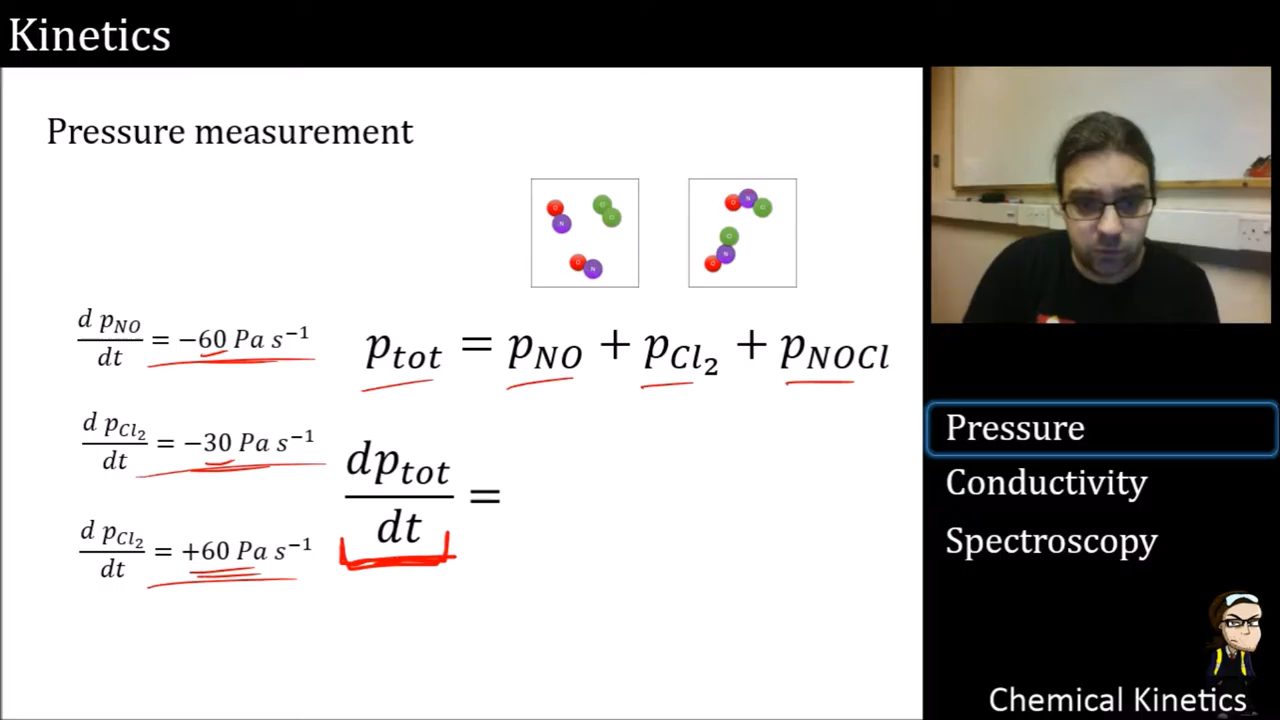 Kinetics
Pressure measurement
d p_NO / dt = −60 Pa s⁻¹
p_tot = p_NO + p_Cl₂ + p_NOCl
d p_Cl₂ / dt = −30 Pa s⁻¹
dp_tot / dt =
d p_Cl₂ / dt = +60 Pa s⁻¹
Pressure
Conductivity
Spectroscopy
Chemical Kinetics